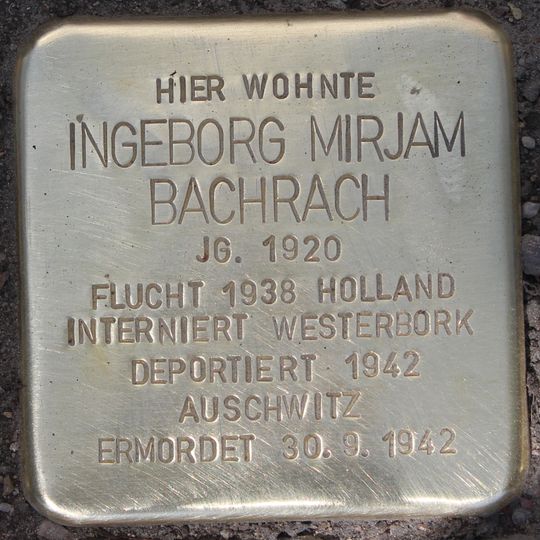 HIER WOHNTE
INGEBORG MIRJAM
BACHRACH
JG. 1920
FLUCHT 1938 HOLLAND
INTERNIERT WESTERBORK
DEPORTIERT 1942
AUSCHWITZ
ERMORDET 30.9.1942